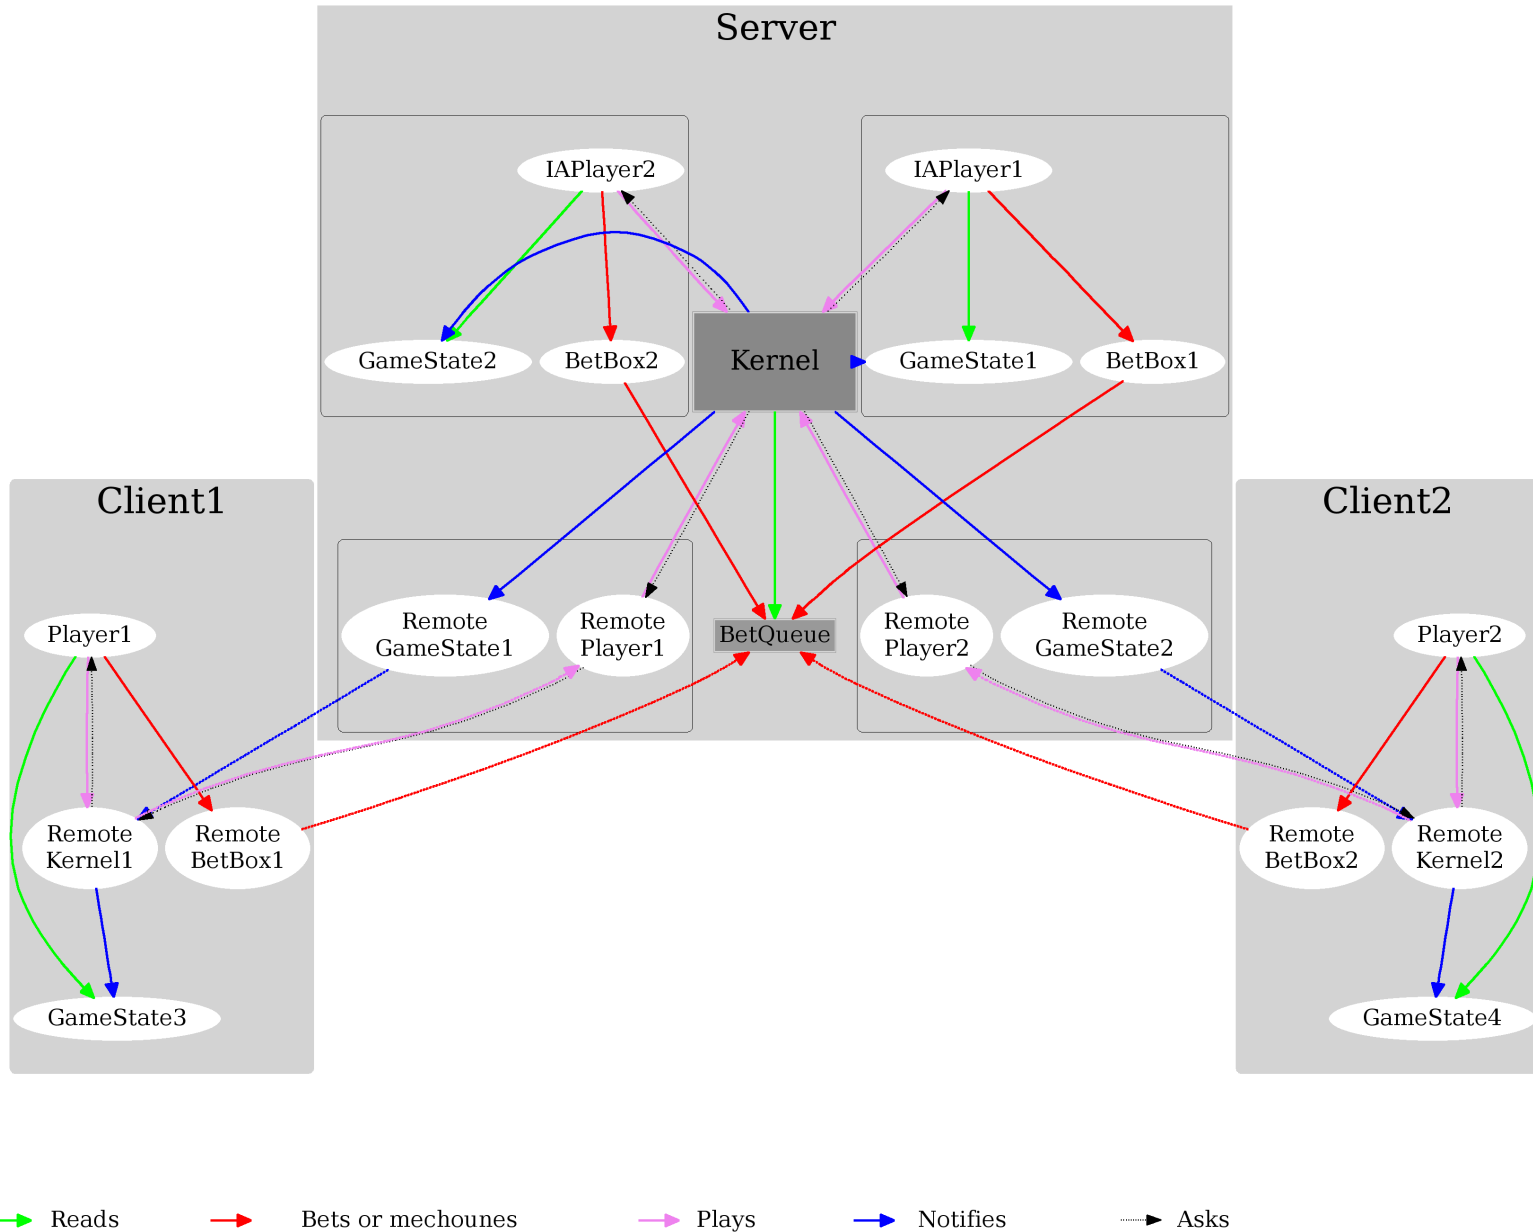 Server
IAPlayer2
IAPlayer1
GameState2
BetBox2
Kernel
GameState1
BetBox1
Client1
Client2
Remote
GameState1
Remote
Player1
BetQueue
Remote
Player2
Remote
GameState2
Player1
Player2
Remote
Kernel1
Remote
BetBox1
Remote
BetBox2
Remote
Kernel2
GameState3
GameState4
Reads
Bets or mechounes
Plays
Notifies
Asks